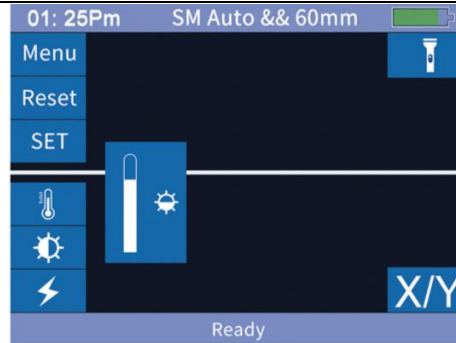 01: 25Pm SM Auto && 60mm
Menu
Reset
SET
X/Y
Ready